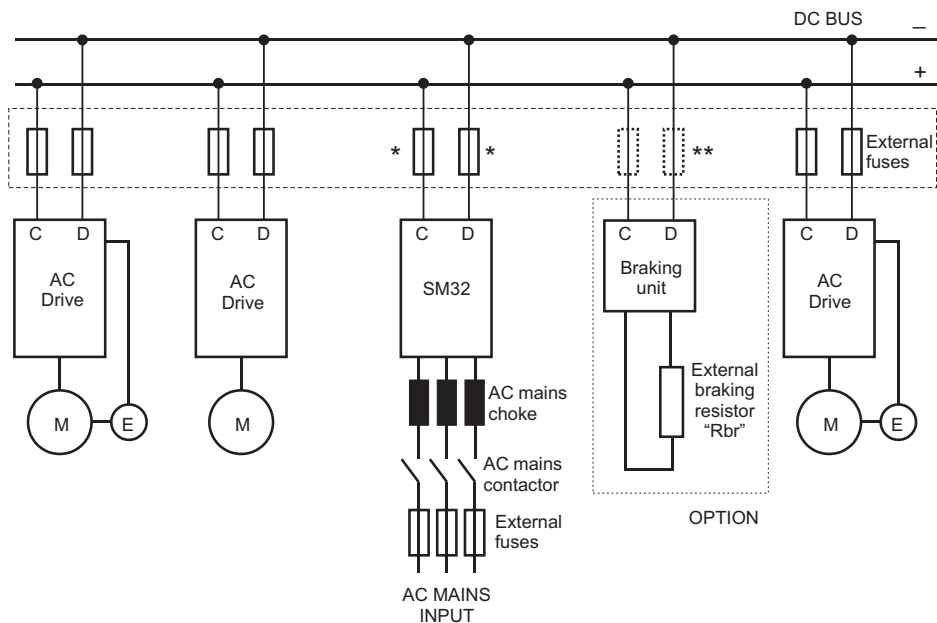 DC BUS
–
+
*
*
**
External
fuses
C
D
AC
Drive
C
D
AC
Drive
C
D
SM32
C
D
Braking
unit
C
D
AC
Drive
M
E
M
AC mains
choke
External
braking
resistor
“Rbr”
M
E
AC mains
contactor
External
fuses
OPTION
AC MAINS
INPUT